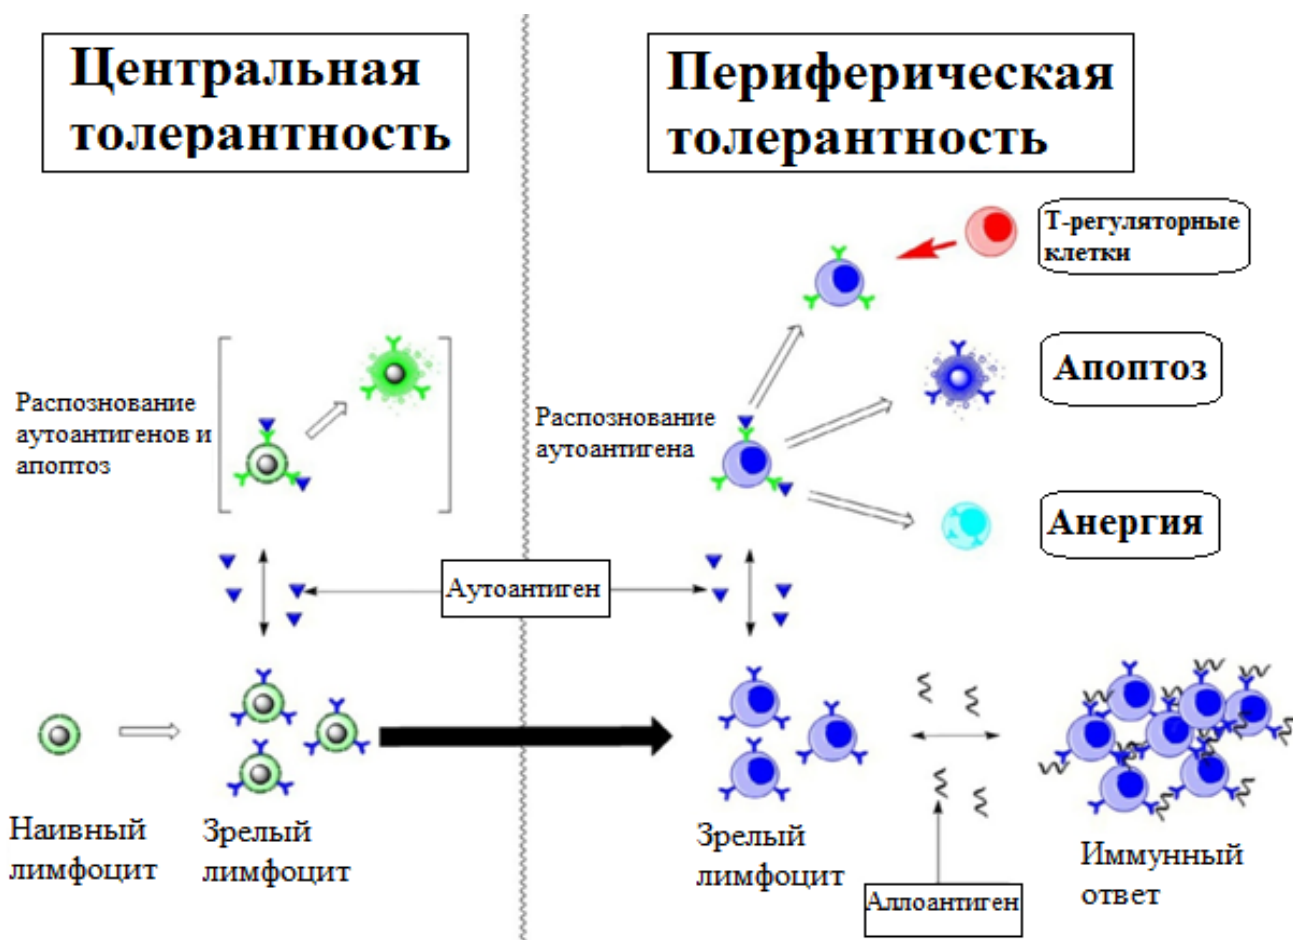 Центральная
толерантность
Периферическая
толерантность
Т-регуляторные
клетки
Апоптоз
Распознование
аутоантигенов и
апоптоз
Распознование
аутоантигена
Анергия
Аутоантиген
Наивный
лимфоцит
Зрелый
лимфоцит
Зрелый
лимфоцит
Аллоантиген
Иммунный
ответ